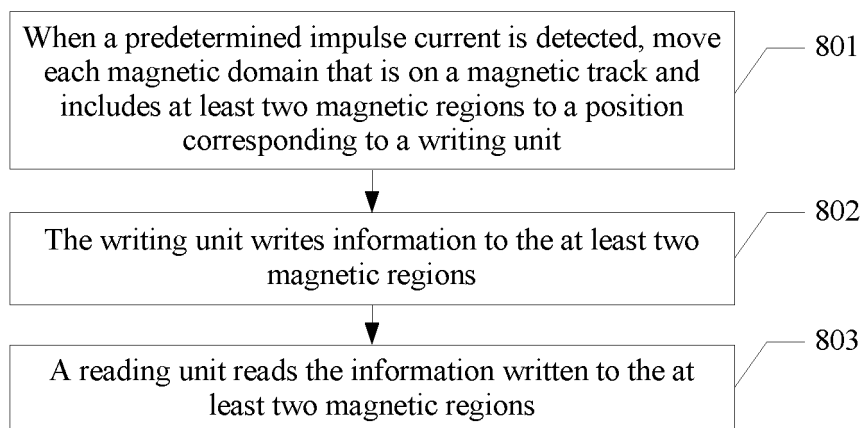 When a predetermined impulse current is detected, move
each magnetic domain that is on a magnetic track and
includes at least two magnetic regions to a position
corresponding to a writing unit
801
The writing unit writes information to the at least two
magnetic regions
802
A reading unit reads the information written to the at
least two magnetic regions
803